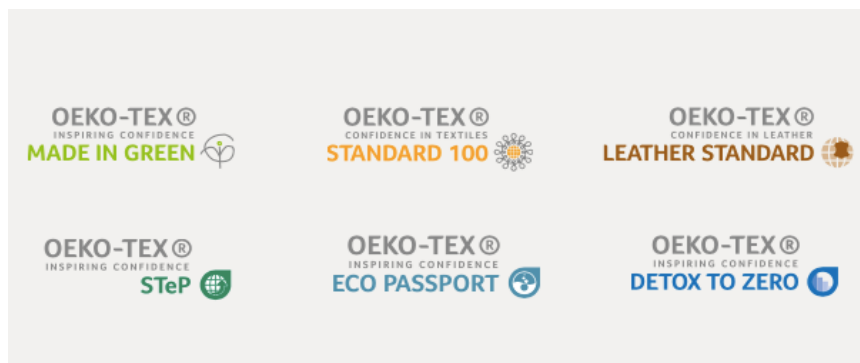 OEKO-TEX®
INSPIRING CONFIDENCE
MADE IN GREEN
OEKO-TEX®
CONFIDENCE IN TEXTILES
STANDARD 100
OEKO-TEX®
CONFIDENCE IN LEATHER
LEATHER STANDARD
OEKO-TEX®
INSPIRING CONFIDENCE
STeP
OEKO-TEX®
INSPIRING CONFIDENCE
ECO PASSPORT
OEKO-TEX®
INSPIRING CONFIDENCE
DETOX TO ZERO